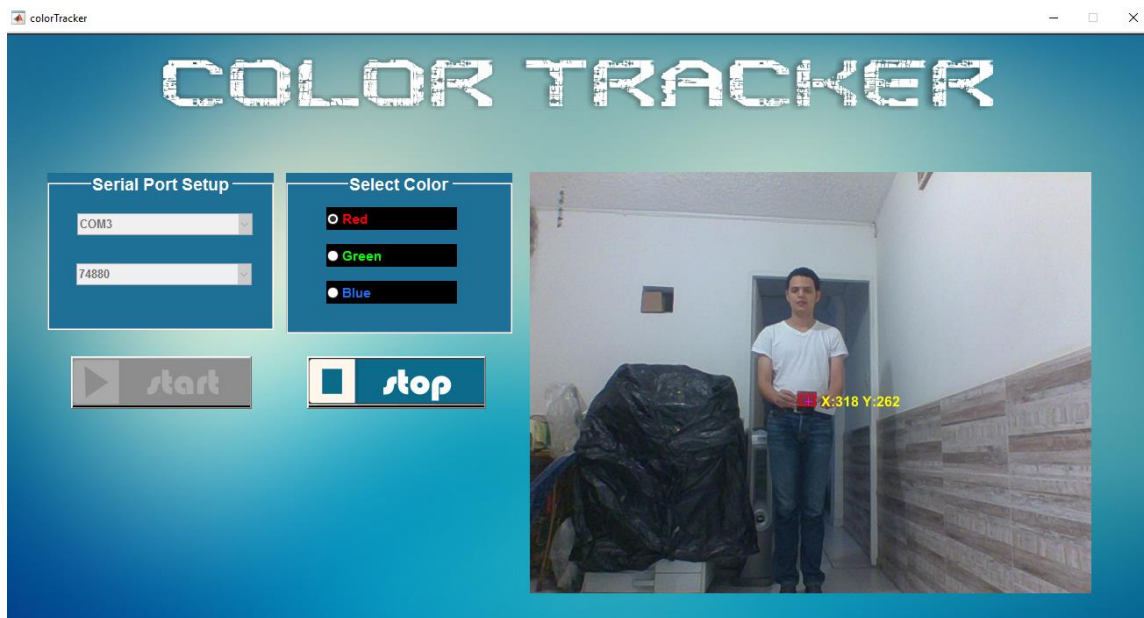 colorTracker
COLOR TRACKER
Serial Port Setup
COM3
74880
Select Color
Red
Green
Blue
start
stop
X:318 Y:262